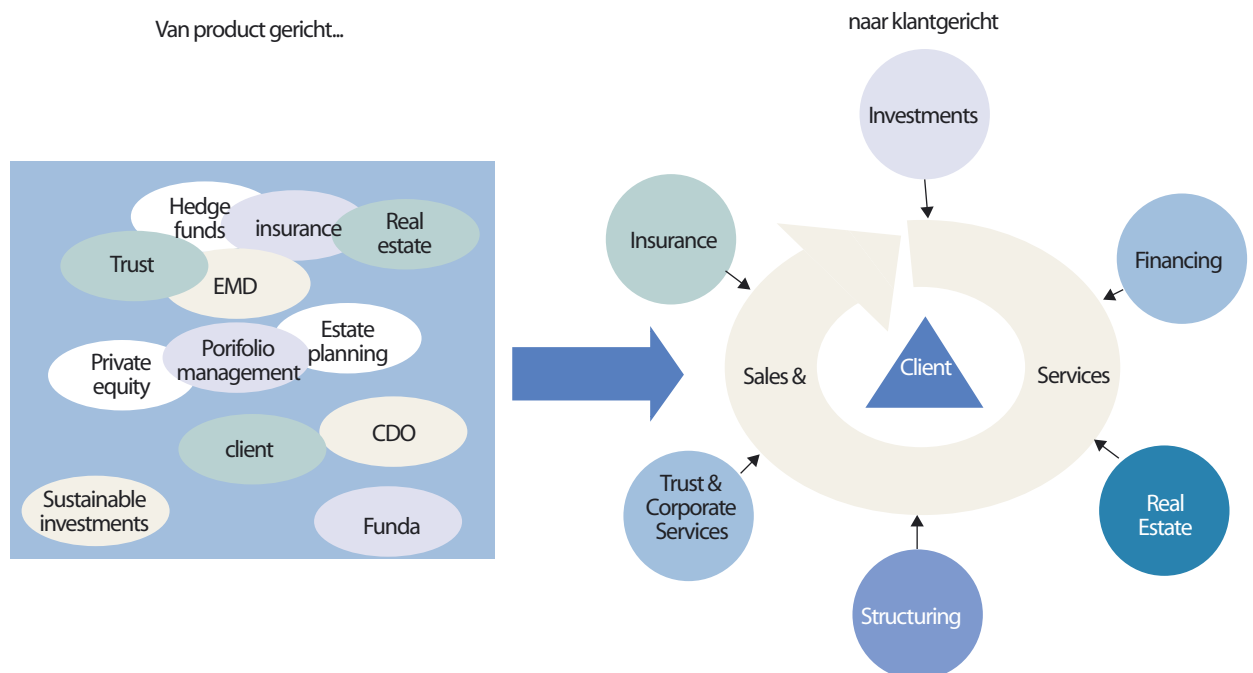 Van product gericht...
naar klantgericht
Hedge
funds
insurance
Real
estate
Trust
EMD
Estate
planning
Private
equity
Porifolio
management
client
CDO
Sustainable
investments
Funda
Investments
Insurance
Financing
Client
Sales &
Services
Trust &
Corporate
Services
Real
Estate
Structuring